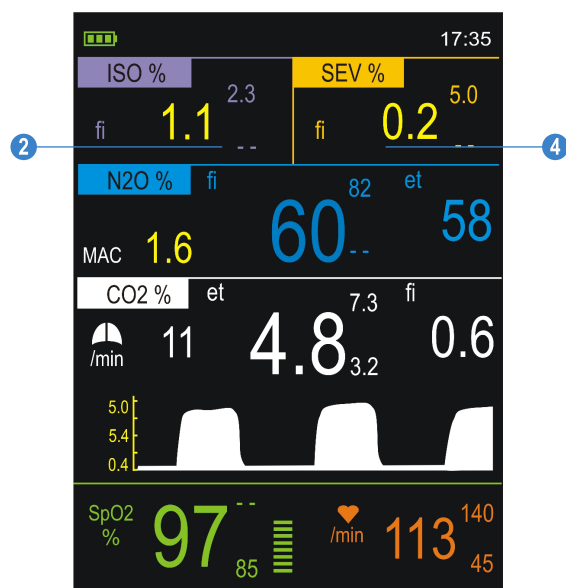 17:35
ISO % SEV %
2.3 5.0
fi 1.1 fi 0.2
2 -- -- 4
N2O % fi 82 et
60 58
MAC 1.6 --
CO2 % et 7.3 fi
/min 11 4.8 0.6
3.2
5.0
5.4
0.4
SpO2 % 97 -- 85
/min 113 140 45